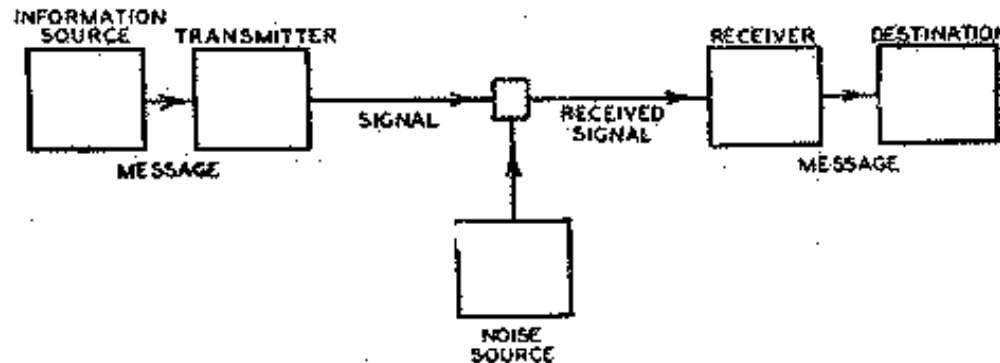 INFORMATION
SOURCE
TRANSMITTER
RECEIVER
DESTINATION
SIGNAL
RECEIVED
SIGNAL
MESSAGE
MESSAGE
NOISE
SOURCE